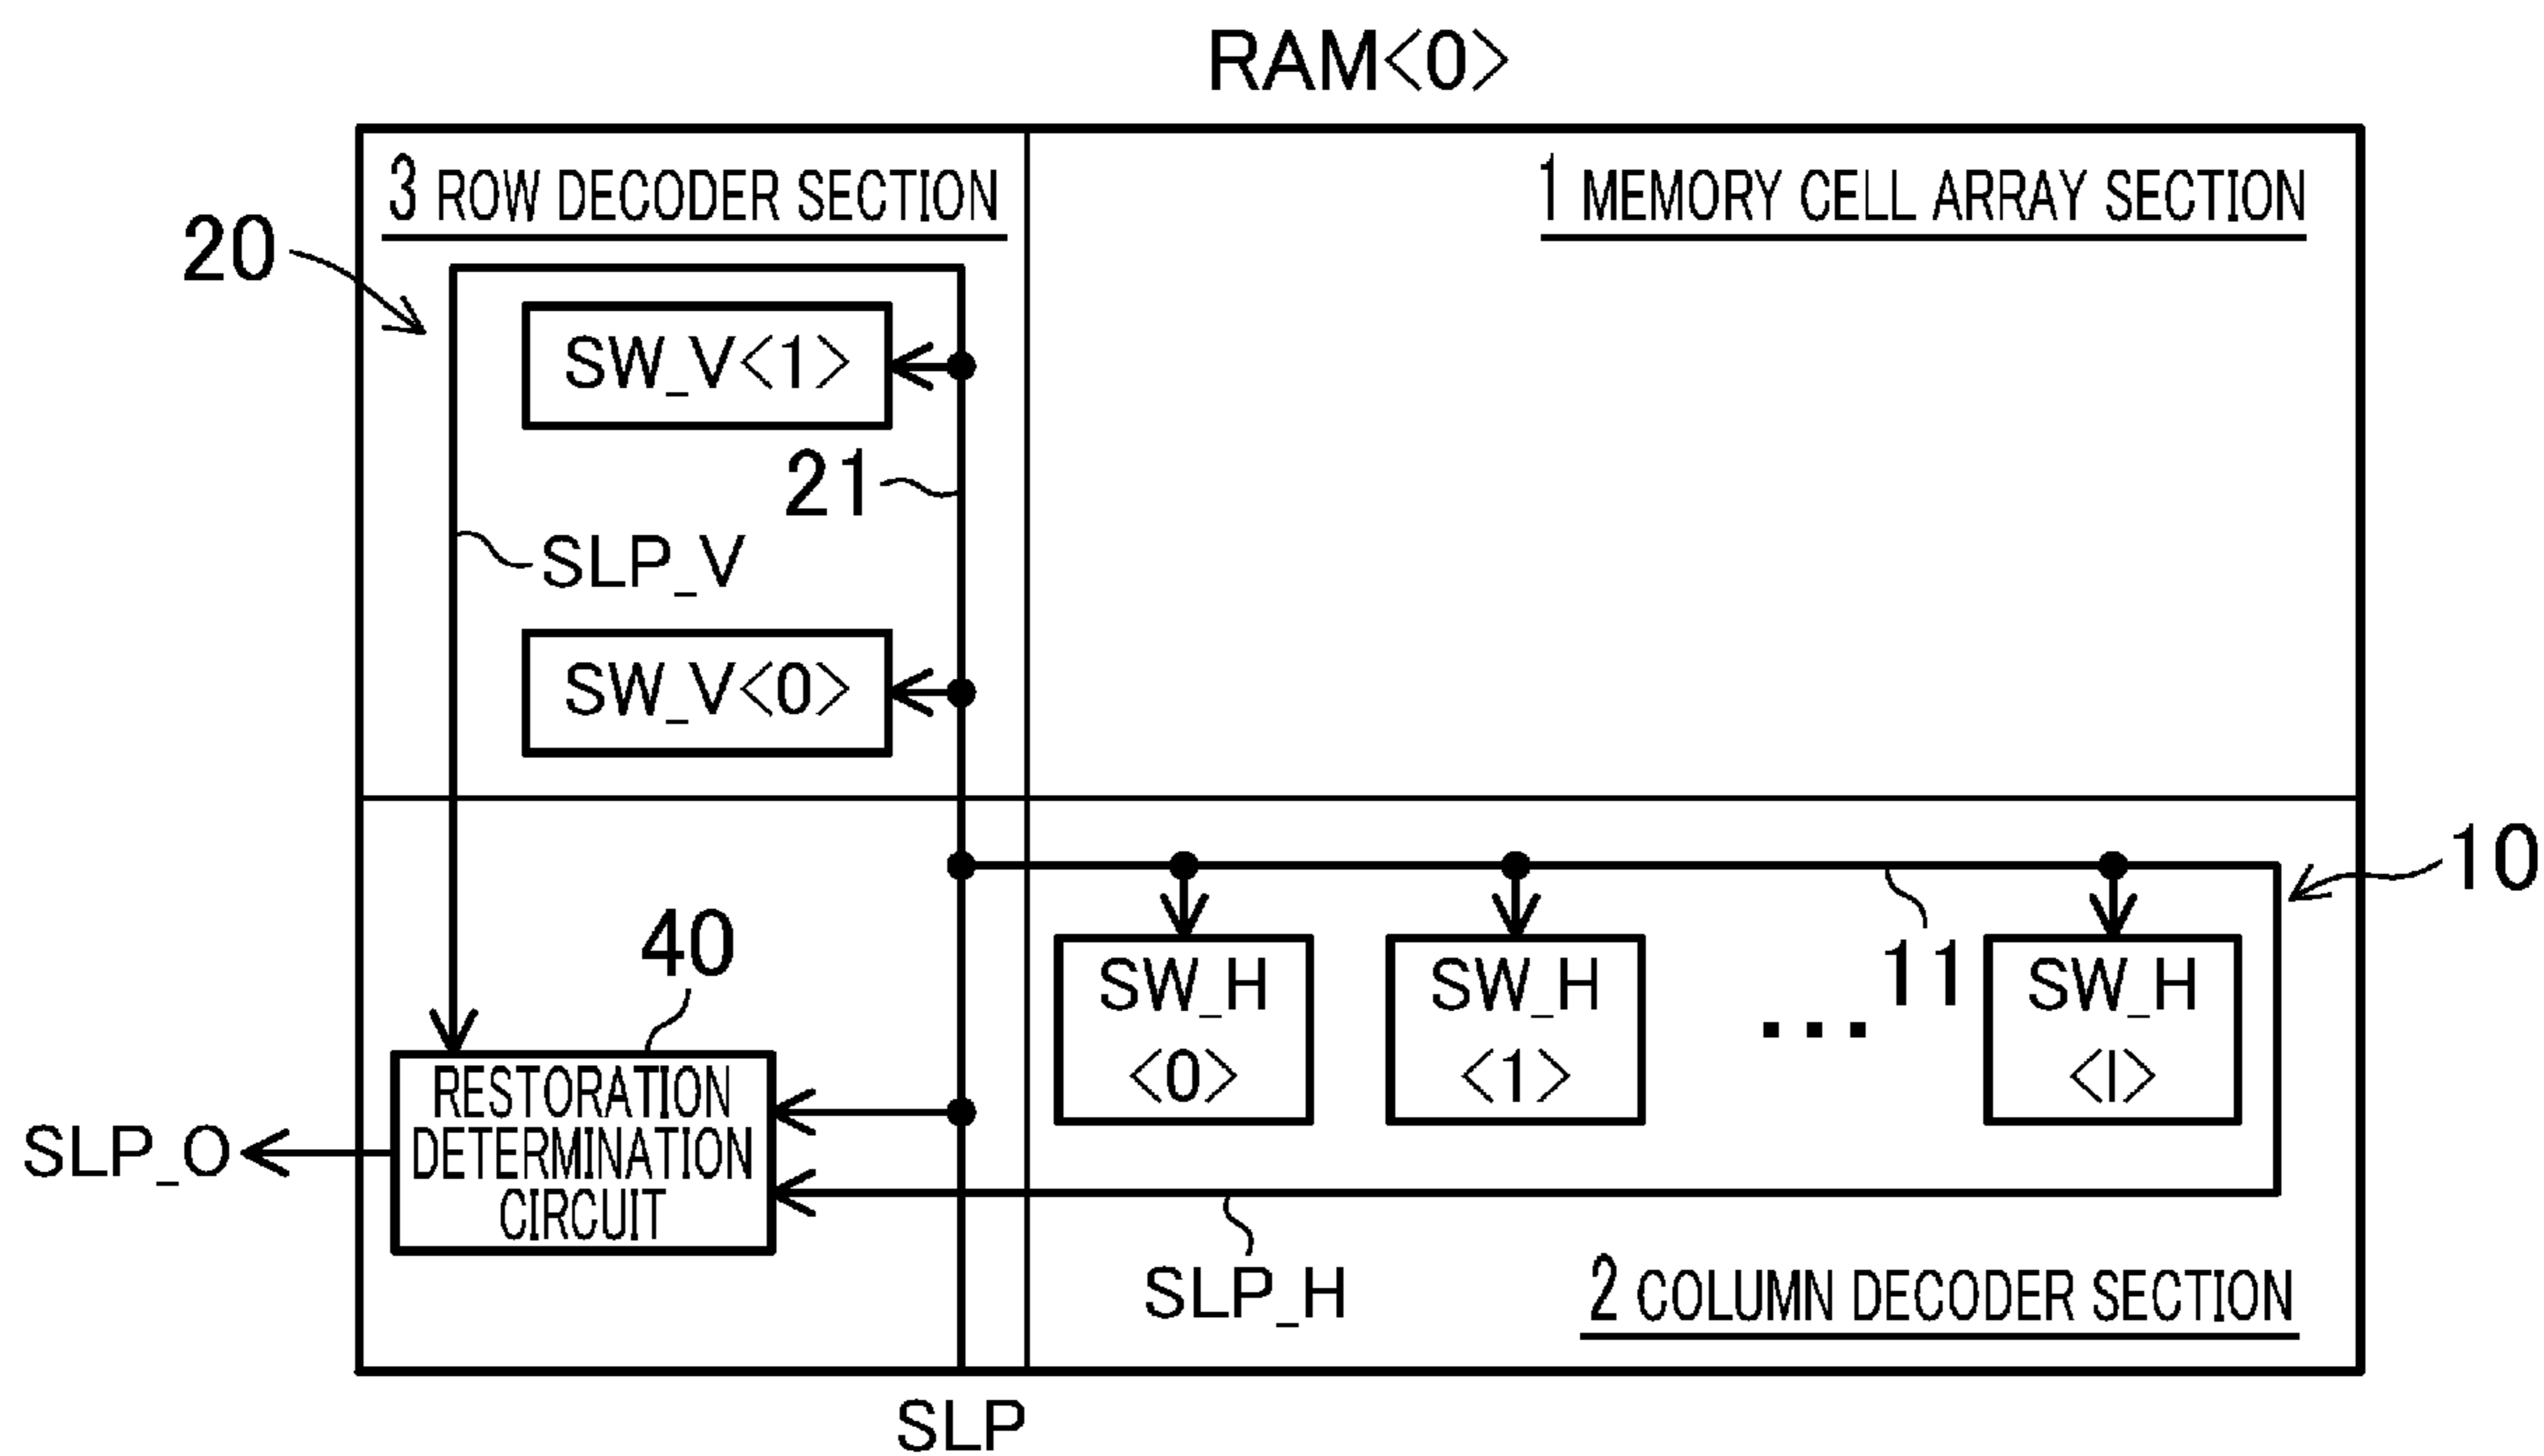 RAM<0>
3 ROW DECODER SECTION
1 MEMORY CELL ARRAY SECTION
20
SW_V<1>
21
SLP_V
SW_V<0>
10
40
11
SW_H
<0>
SW_H
<1>
...
SW_H
<I>
RESTORATION
DETERMINATION
CIRCUIT
SLP_O
SLP_H
2 COLUMN DECODER SECTION
SLP